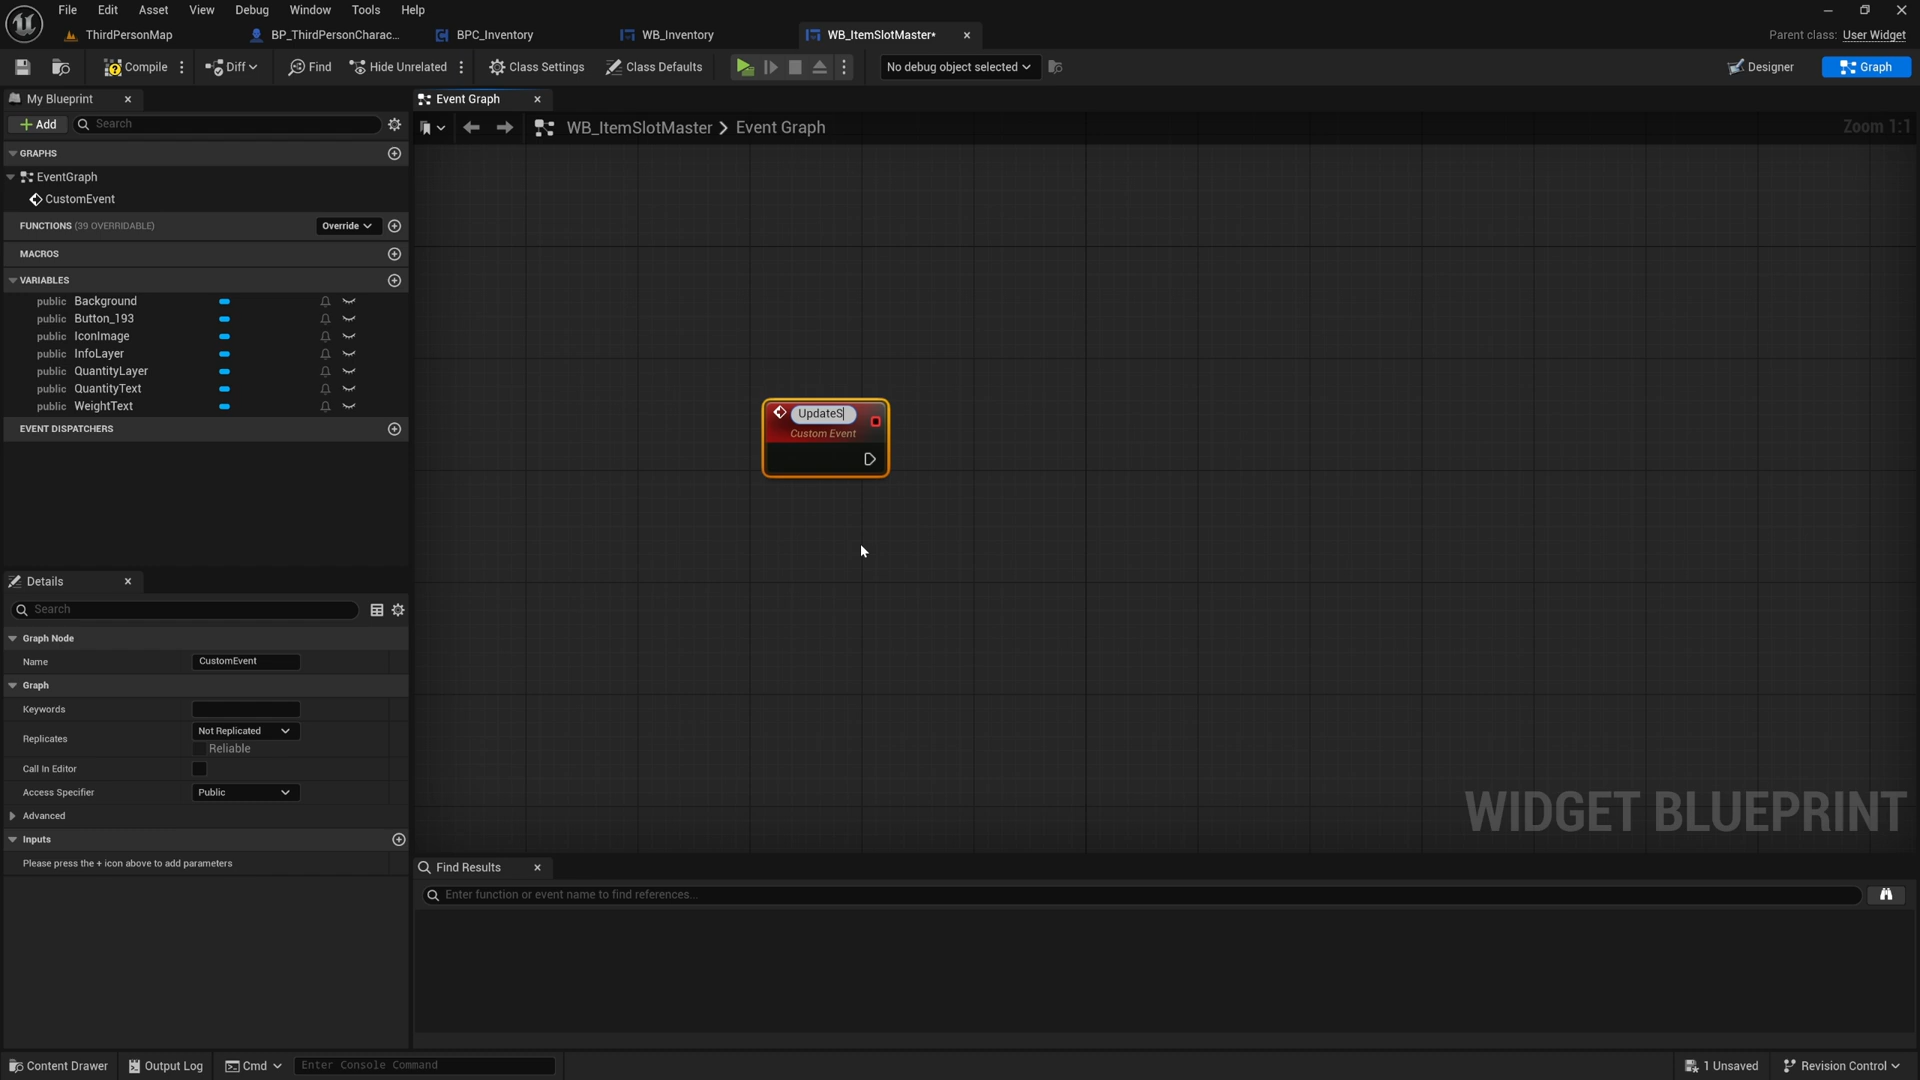 File Edit Asset View Debug Window Tools Help
ThirdPersonMap BP_ThirdPersonCharac... BPC_Inventory WB_Inventory WB_ItemSlotMaster* Parent class: User Widget
Compile Diff Find Hide Unrelated Class Settings Class Defaults No debug object selected Designer Graph
My Blueprint Event Graph
Add Search WB_ItemSlotMaster Event Graph Zoom 1:1
GRAPHS
EventGraph
CustomEvent
FUNCTIONS (39 OVERRIDABLE) Override
MACROS
VARIABLES
public Background
public Button_193
public IconImage
public InfoLayer
public QuantityLayer
public QuantityText
public WeightText
EVENT DISPATCHERS
UpdateS
Custom Event
Details
Search
Graph Node
Name CustomEvent
Graph
Keywords
Replicates Not Replicated
Reliable
Call In Editor
Access Specifier Public
Advanced
Inputs
Please press the + icon above to add parameters
WIDGET BLUEPRINT
Find Results
Enter function or event name to find references...
Content Drawer Output Log Cmd Enter Console Command 1 Unsaved Revision Control